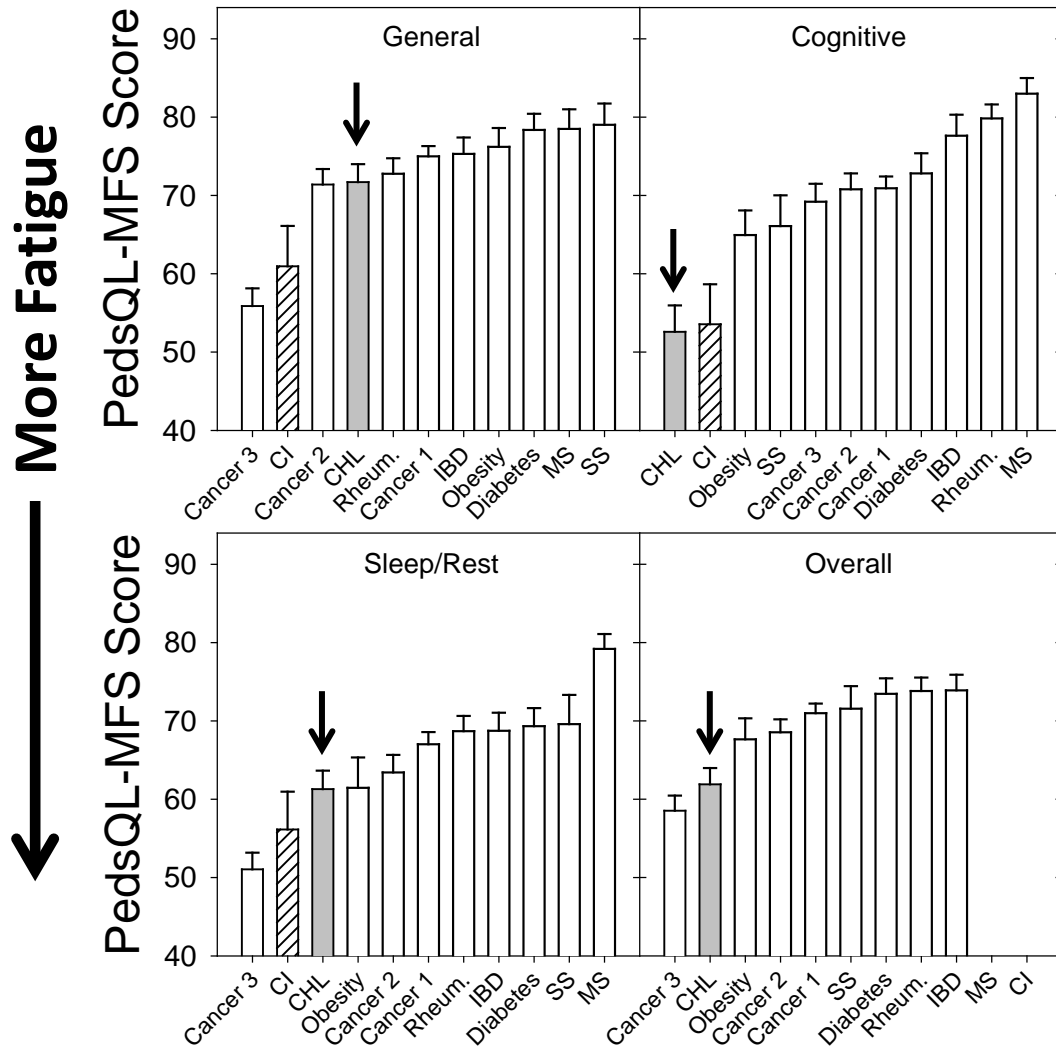 More Fatigue
PedsQL-MFS Score
90
80
70
60
50
40
General
Cancer 3
CI
Cancer 2
CHL
Rheum.
Cancer 1
IBD
Obesity
Diabetes
MS
SS
Cognitive
CHL
CI
Obesity
SS
Cancer 3
Cancer 2
Cancer 1
Diabetes
IBD
Rheum.
MS
PedsQL-MFS Score
90
80
70
60
50
40
Sleep/Rest
Cancer 3
CI
CHL
Obesity
Cancer 2
Cancer 1
Rheum.
IBD
Diabetes
SS
MS
Overall
Cancer 3
CHL
Obesity
Cancer 2
Cancer 1
SS
Diabetes
Rheum.
IBD
MS
CI